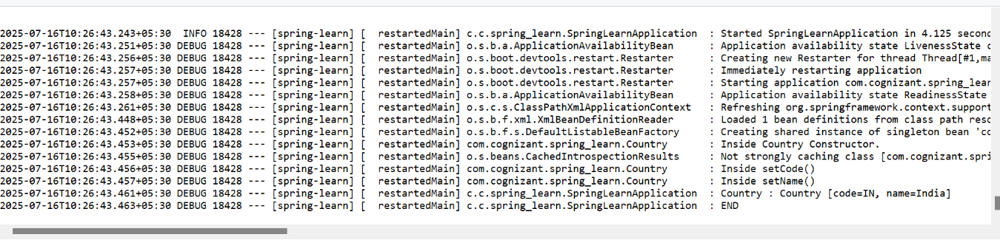 2025-07-16T10:26:43.243+05:30  INFO 18428 --- [spring-learn] [  restartedMain] c.c.spring_learn.SpringLearnApplication  : Started SpringLearnApplication in 4.125
2025-07-16T10:26:43.251+05:30 DEBUG 18428 --- [spring-learn] [  restartedMain] o.s.b.a.ApplicationAvailabilityBean      : Application availability state LivenessState
2025-07-16T10:26:43.256+05:30 DEBUG 18428 --- [spring-learn] [  restartedMain] o.s.boot.devtools.restart.Restarter      : Creating new Restarter for thread Thread[#1,ma
2025-07-16T10:26:43.257+05:30 DEBUG 18428 --- [spring-learn] [  restartedMain] o.s.boot.devtools.restart.Restarter      : Immediately restarting application
2025-07-16T10:26:43.257+05:30 DEBUG 18428 --- [spring-learn] [  restartedMain] o.s.boot.devtools.restart.Restarter      : Starting application com.cognizant.spring_lear
2025-07-16T10:26:43.258+05:30 DEBUG 18428 --- [spring-learn] [  restartedMain] o.s.b.a.ApplicationAvailabilityBean      : Application availability state ReadinessState
2025-07-16T10:26:43.261+05:30 DEBUG 18428 --- [spring-learn] [  restartedMain] o.s.c.s.ClassPathXmlApplicationContext   : Refreshing org.springframework.context.support
2025-07-16T10:26:43.448+05:30 DEBUG 18428 --- [spring-learn] [  restartedMain] o.s.b.f.xml.XmlBeanDefinitionReader      : Loaded 1 bean definitions from class path
2025-07-16T10:26:43.452+05:30 DEBUG 18428 --- [spring-learn] [  restartedMain] o.s.b.f.s.DefaultListableBeanFactory     : Creating shared instance of singleton bean
2025-07-16T10:26:43.453+05:30 DEBUG 18428 --- [spring-learn] [  restartedMain] com.cognizant.spring_learn.Country       : Inside Country Constructor.
2025-07-16T10:26:43.455+05:30 DEBUG 18428 --- [spring-learn] [  restartedMain] o.s.beans.CachedIntrospectionResults     : Not strongly caching class [com.cognizant.spri
2025-07-16T10:26:43.456+05:30 DEBUG 18428 --- [spring-learn] [  restartedMain] com.cognizant.spring_learn.Country       : Inside setCode()
2025-07-16T10:26:43.457+05:30 DEBUG 18428 --- [spring-learn] [  restartedMain] com.cognizant.spring_learn.Country       : Inside setName()
2025-07-16T10:26:43.461+05:30 DEBUG 18428 --- [spring-learn] [  restartedMain] c.c.spring_learn.SpringLearnApplication  : Country : Country [code=IN, name=India]
2025-07-16T10:26:43.463+05:30 DEBUG 18428 --- [spring-learn] [  restartedMain] c.c.spring_learn.SpringLearnApplication  : END